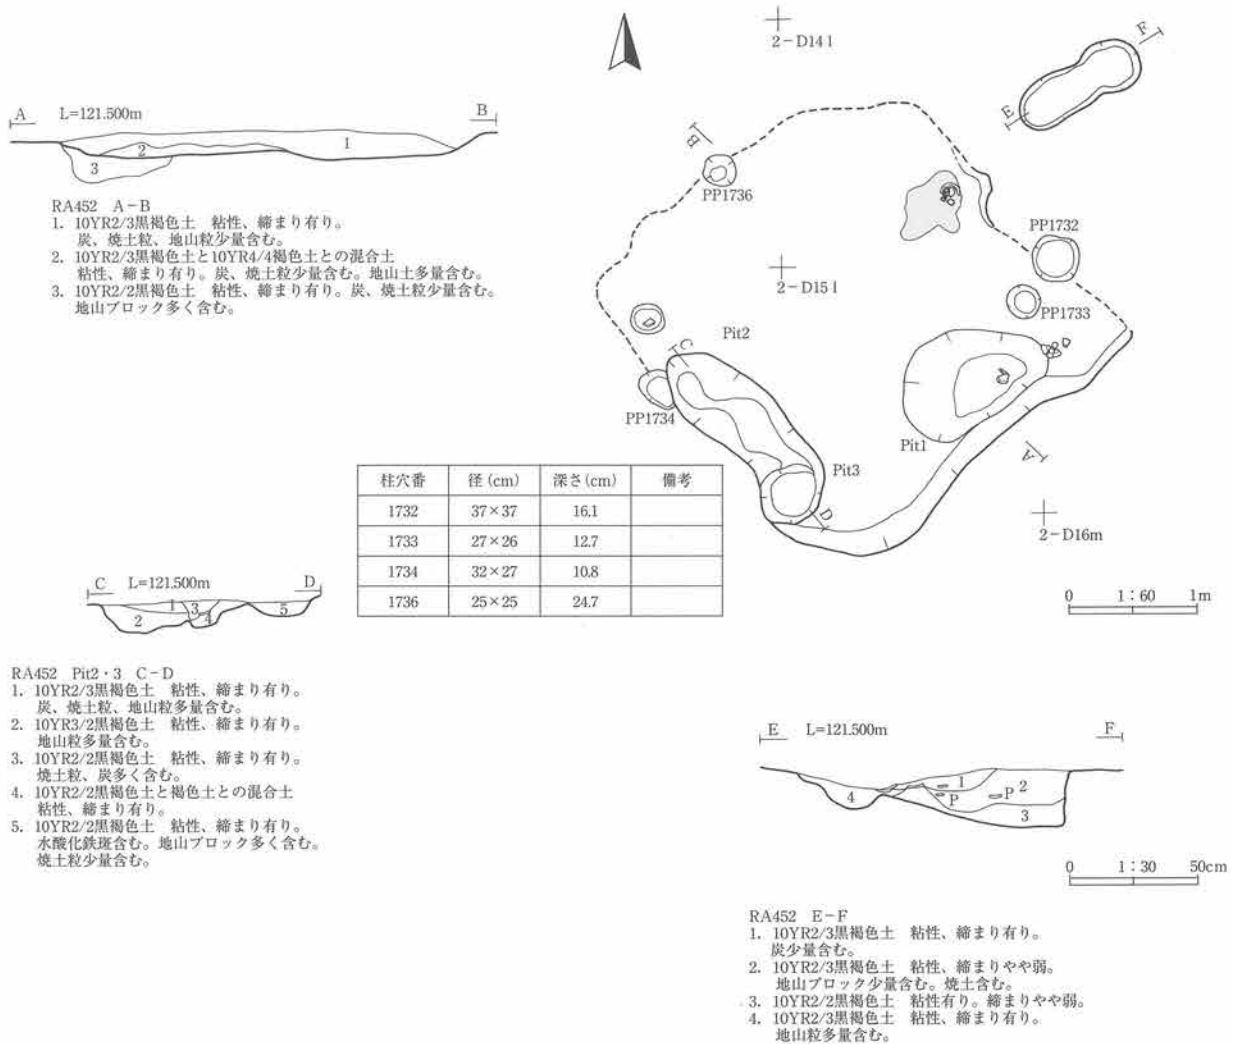 2-D14 l
F
E
A L=121.500m B
1
2
3
RA452 A-B
1. 10YR2/3黒褐色土 粘性、締まり有り。
炭、焼土粒、地山粒少量含む。
2. 10YR2/3黒褐色土と10YR4/4褐色土との混合土
粘性、締まり有り。炭、焼土粒少量含む。地山土多量含む。
3. 10YR2/2黒褐色土 粘性、締まり有り。炭、焼土粒少量含む。
地山ブロック多く含む。
B
PP1736
PP1732
2-D15 l
PP1733
Pit2
C
PP1734
Pit1
A
Pit3
D
2-D16m
0 1:60 1m
柱穴番 径(cm) 深さ(cm) 備考
1732 37×37 16.1
1733 27×26 12.7
1734 32×27 10.8
1736 25×25 24.7
C L=121.500m D
1 3 5
2 4
RA452 Pit2・3 C-D
1. 10YR2/3黒褐色土 粘性、締まり有り。
炭、焼土粒、地山粒多量含む。
2. 10YR3/2黒褐色土 粘性、締まり有り。
地山粒多量含む。
3. 10YR2/2黒褐色土 粘性、締まり有り。
焼土粒、炭多く含む。
4. 10YR2/2黒褐色土と褐色土との混合土
粘性、締まり有り。
5. 10YR2/2黒褐色土 粘性、締まり有り。
水酸化鉄斑含む。地山ブロック多く含む。
焼土粒少量含む。
E L=121.500m F
1 2
4 P P
3
0 1:30 50cm
RA452 E-F
1. 10YR2/3黒褐色土 粘性、締まり有り。
炭少量含む。
2. 10YR2/3黒褐色土 粘性、締まりやや弱。
地山ブロック少量含む。焼土含む。
3. 10YR2/2黒褐色土 粘性有り。締まりやや弱。
4. 10YR2/3黒褐色土 粘性、締まり有り。
地山粒多量含む。